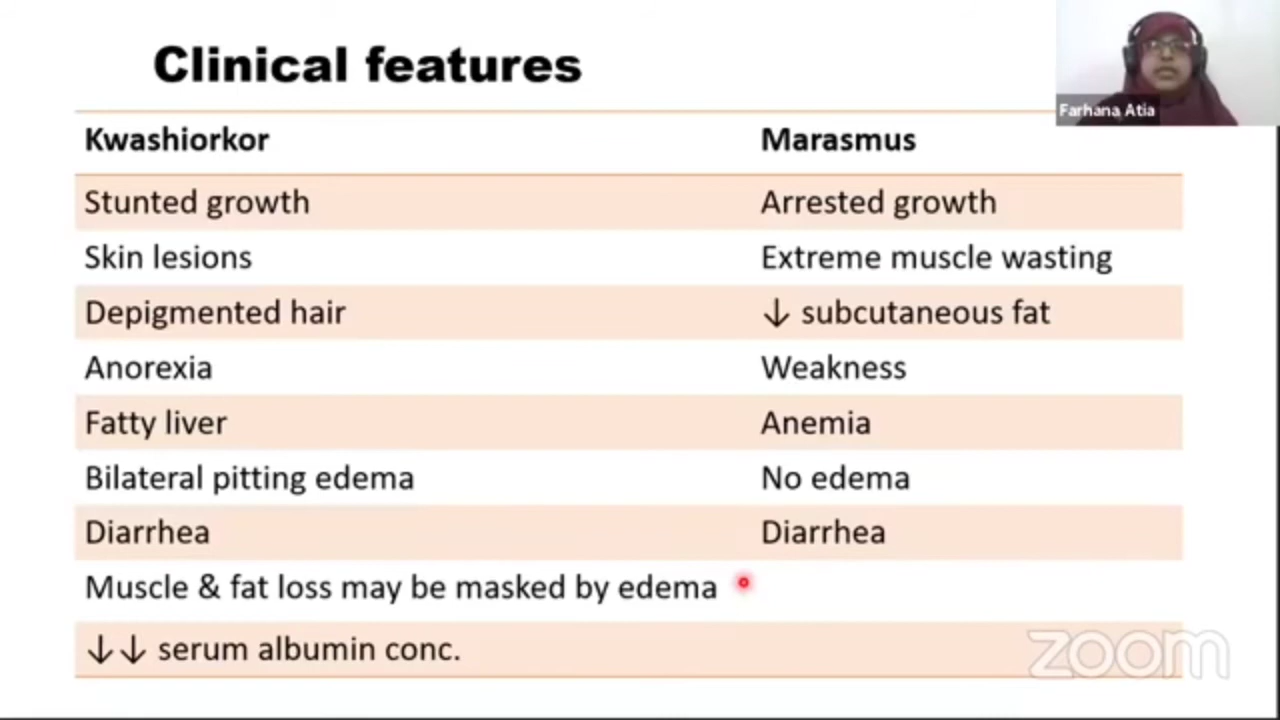 Clinical features
Farhana Atia
Kwashiorkor Marasmus
Stunted growth Arrested growth
Skin lesions Extreme muscle wasting
Depigmented hair ↓ subcutaneous fat
Anorexia Weakness
Fatty liver Anemia
Bilateral pitting edema No edema
Diarrhea Diarrhea
Muscle & fat loss may be masked by edema
↓↓ serum albumin conc.
zoom